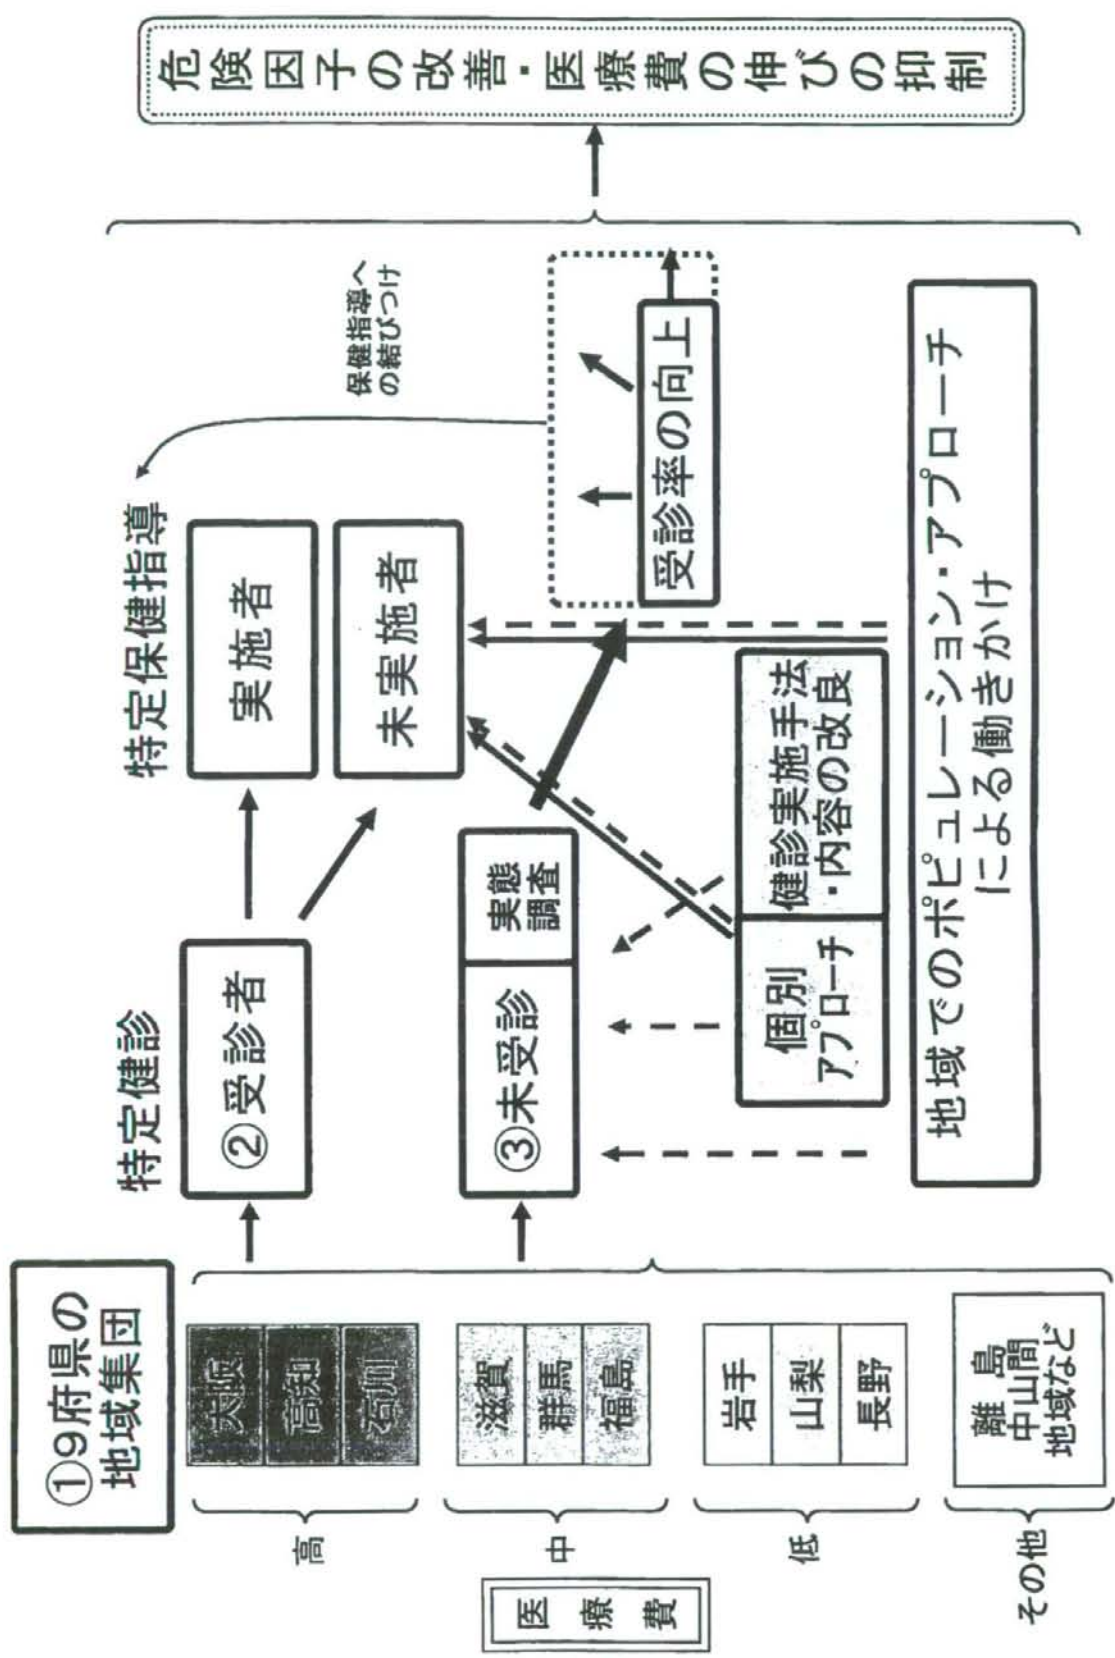 ①9府県の
地域集団
医療費
高
大阪
高知
石川
中
滋賀
群馬
福島
低
岩手
山梨
長野
その他
離島
中山間
地域など
特定健診
②受診者
③未受診
実態
調査
個別
アプローチ
健診実施手法
・内容の改良
特定保健指導
実施者
未実施者
保健指導へ
の結びつけ
受診率の向上
地域でのポピュレーション・アプローチ
による働きかけ
危険因子の改善・医療費の伸びの抑制